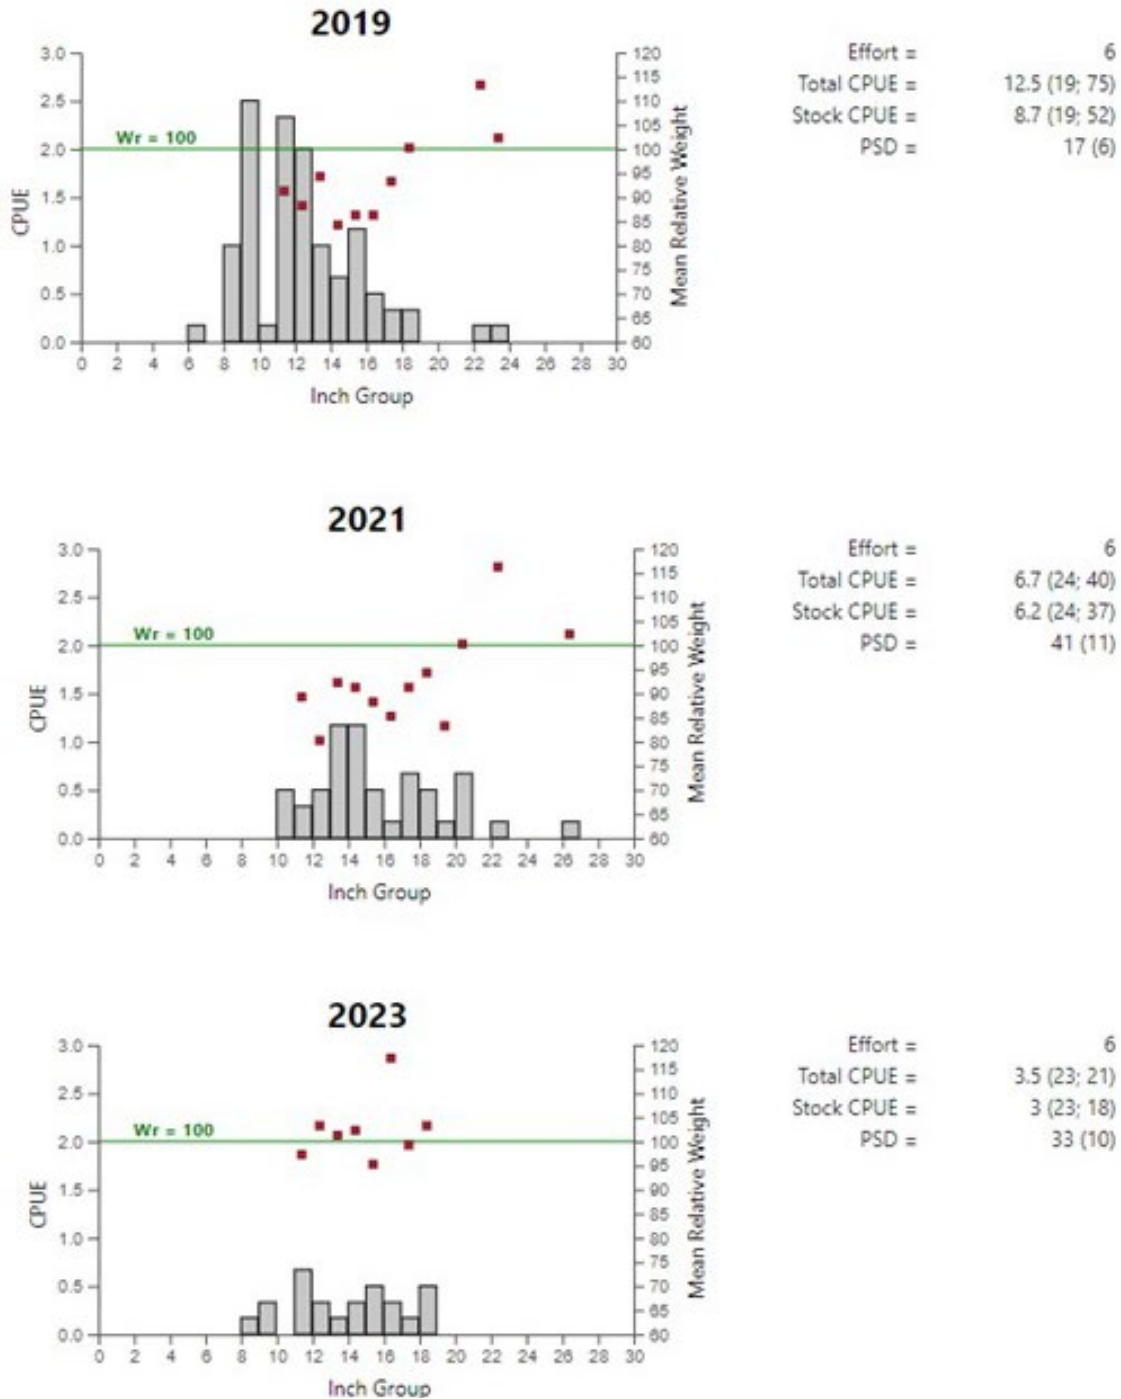 2019
3.0
2.5
2.0
1.5
1.0
0.5
0.0
CPUE
Wr = 100
120
115
110
105
100
95
90
85
80
75
70
65
60
Mean Relative Weight
0 2 4 6 8 10 12 14 16 18 20 22 24 26 28 30
Inch Group
Effort = 6
Total CPUE = 12.5 (19; 75)
Stock CPUE = 8.7 (19; 52)
PSD = 17 (6)
2021
3.0
2.5
2.0
1.5
1.0
0.5
0.0
CPUE
Wr = 100
120
115
110
105
100
95
90
85
80
75
70
65
60
Mean Relative Weight
0 2 4 6 8 10 12 14 16 18 20 22 24 26 28 30
Inch Group
Effort = 6
Total CPUE = 6.7 (24; 40)
Stock CPUE = 6.2 (24; 37)
PSD = 41 (11)
2023
3.0
2.5
2.0
1.5
1.0
0.5
0.0
CPUE
Wr = 100
120
115
110
105
100
95
90
85
80
75
70
65
60
Mean Relative Weight
0 2 4 6 8 10 12 14 16 18 20 22 24 26 28 30
Inch Group
Effort = 6
Total CPUE = 3.5 (23; 21)
Stock CPUE = 3 (23; 18)
PSD = 33 (10)